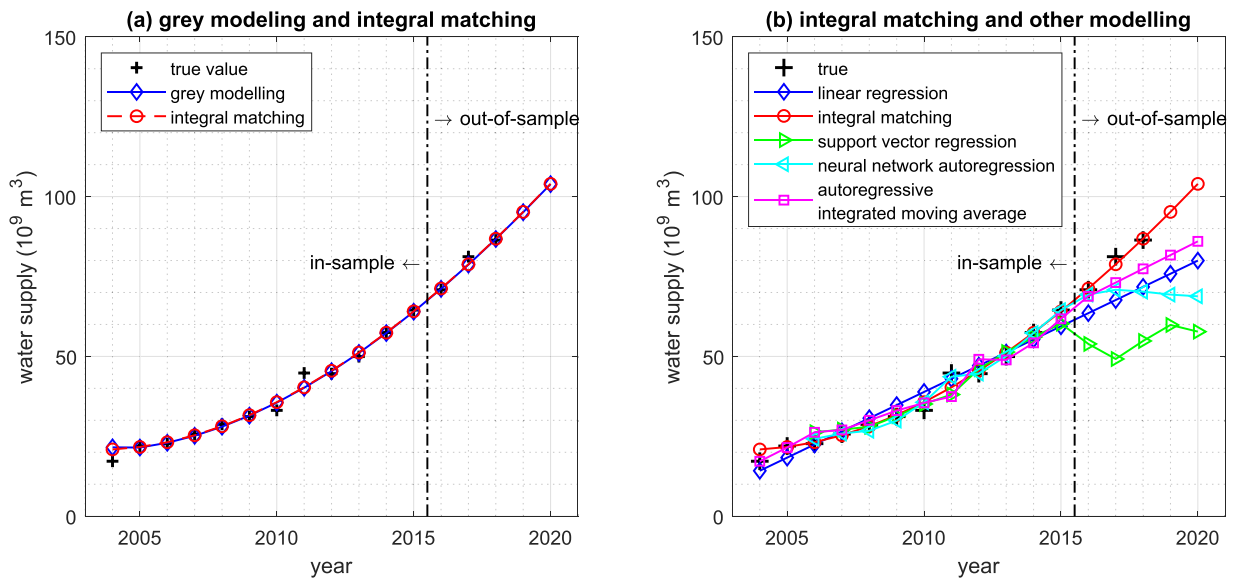 (a) grey modeling and integral matching
150
100
50
0
water supply (10⁹ m³)
true value
grey modelling
integral matching
→ out-of-sample
in-sample ←
2005
2010
2015
2020
year
(b) integral matching and other modelling
150
100
50
0
water supply (10⁹ m³)
true
linear regression
integral matching
support vector regression
neural network autoregression
autoregressive
integrated moving average
→ out-of-sample
in-sample ←
2005
2010
2015
2020
year